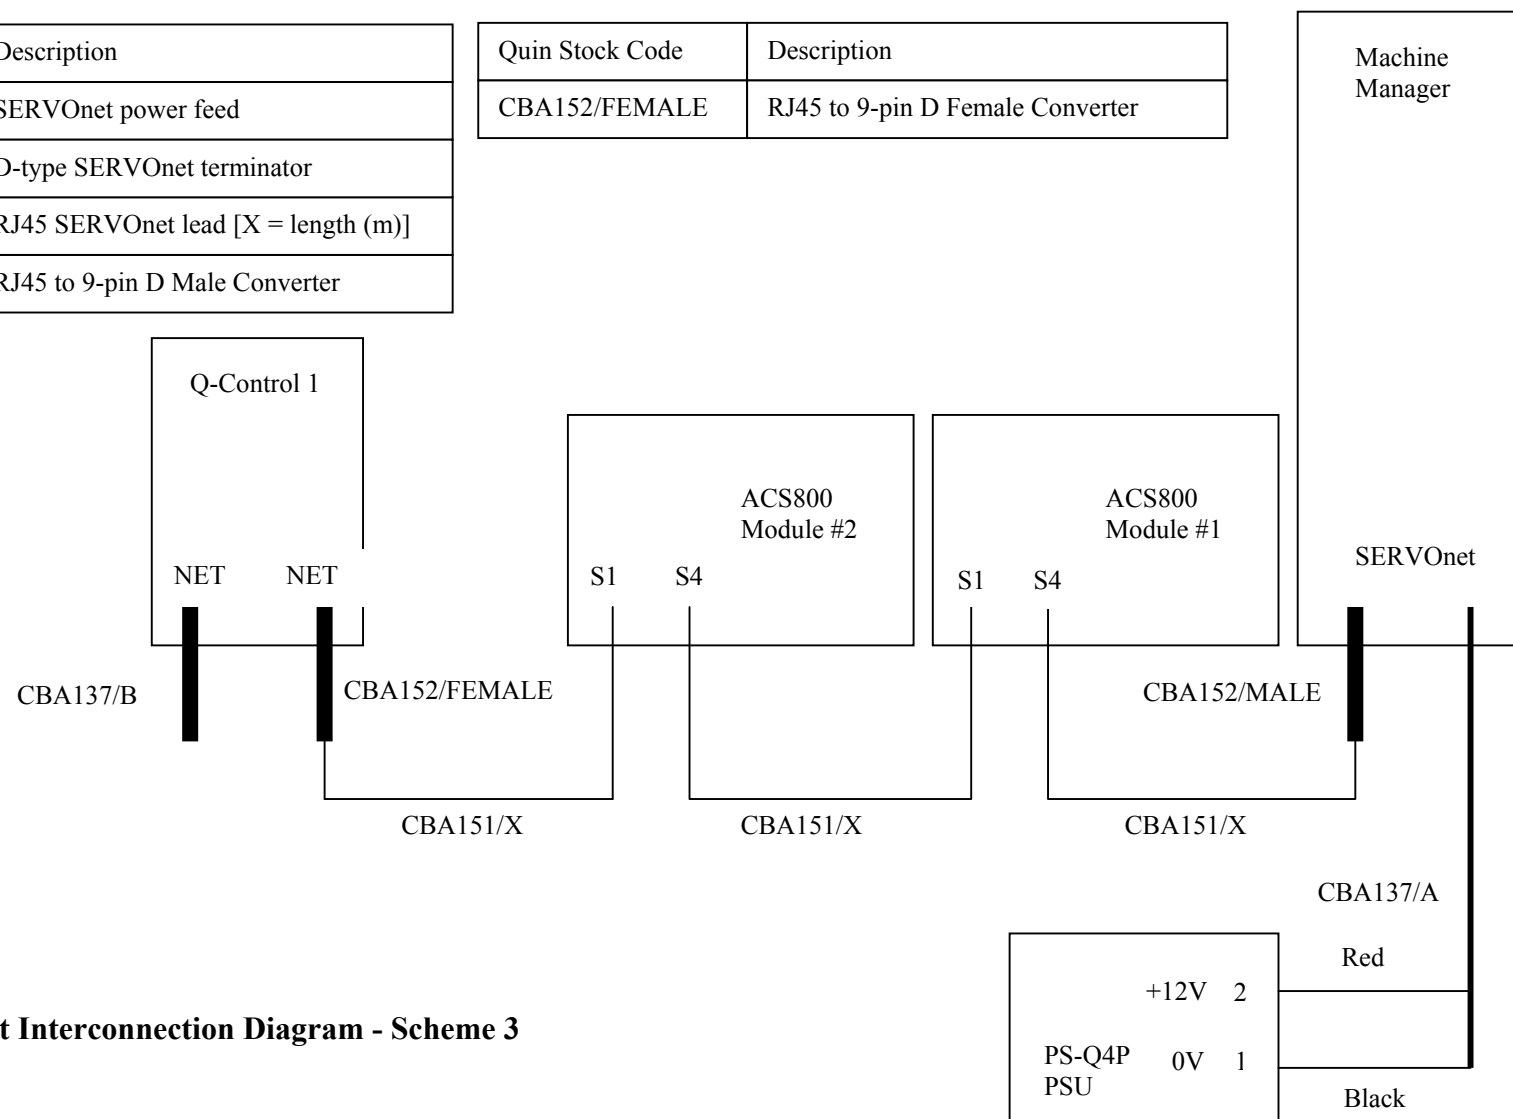 Description
SERVOnet power feed
D-type SERVOnet terminator
RJ45 SERVOnet lead [X = length (m)]
RJ45 to 9-pin D Male Converter
Quin Stock Code Description
CBA152/FEMALE RJ45 to 9-pin D Female Converter
Machine
Manager
Q-Control 1
ACS800
Module #2
ACS800
Module #1
SERVOnet
NET NET
S1 S4
S1 S4
CBA137/B
CBA152/FEMALE
CBA152/MALE
CBA151/X
CBA151/X
CBA151/X
CBA137/A
Red
+12V 2
PS-Q4P
PSU
0V 1
Black
t Interconnection Diagram - Scheme 3